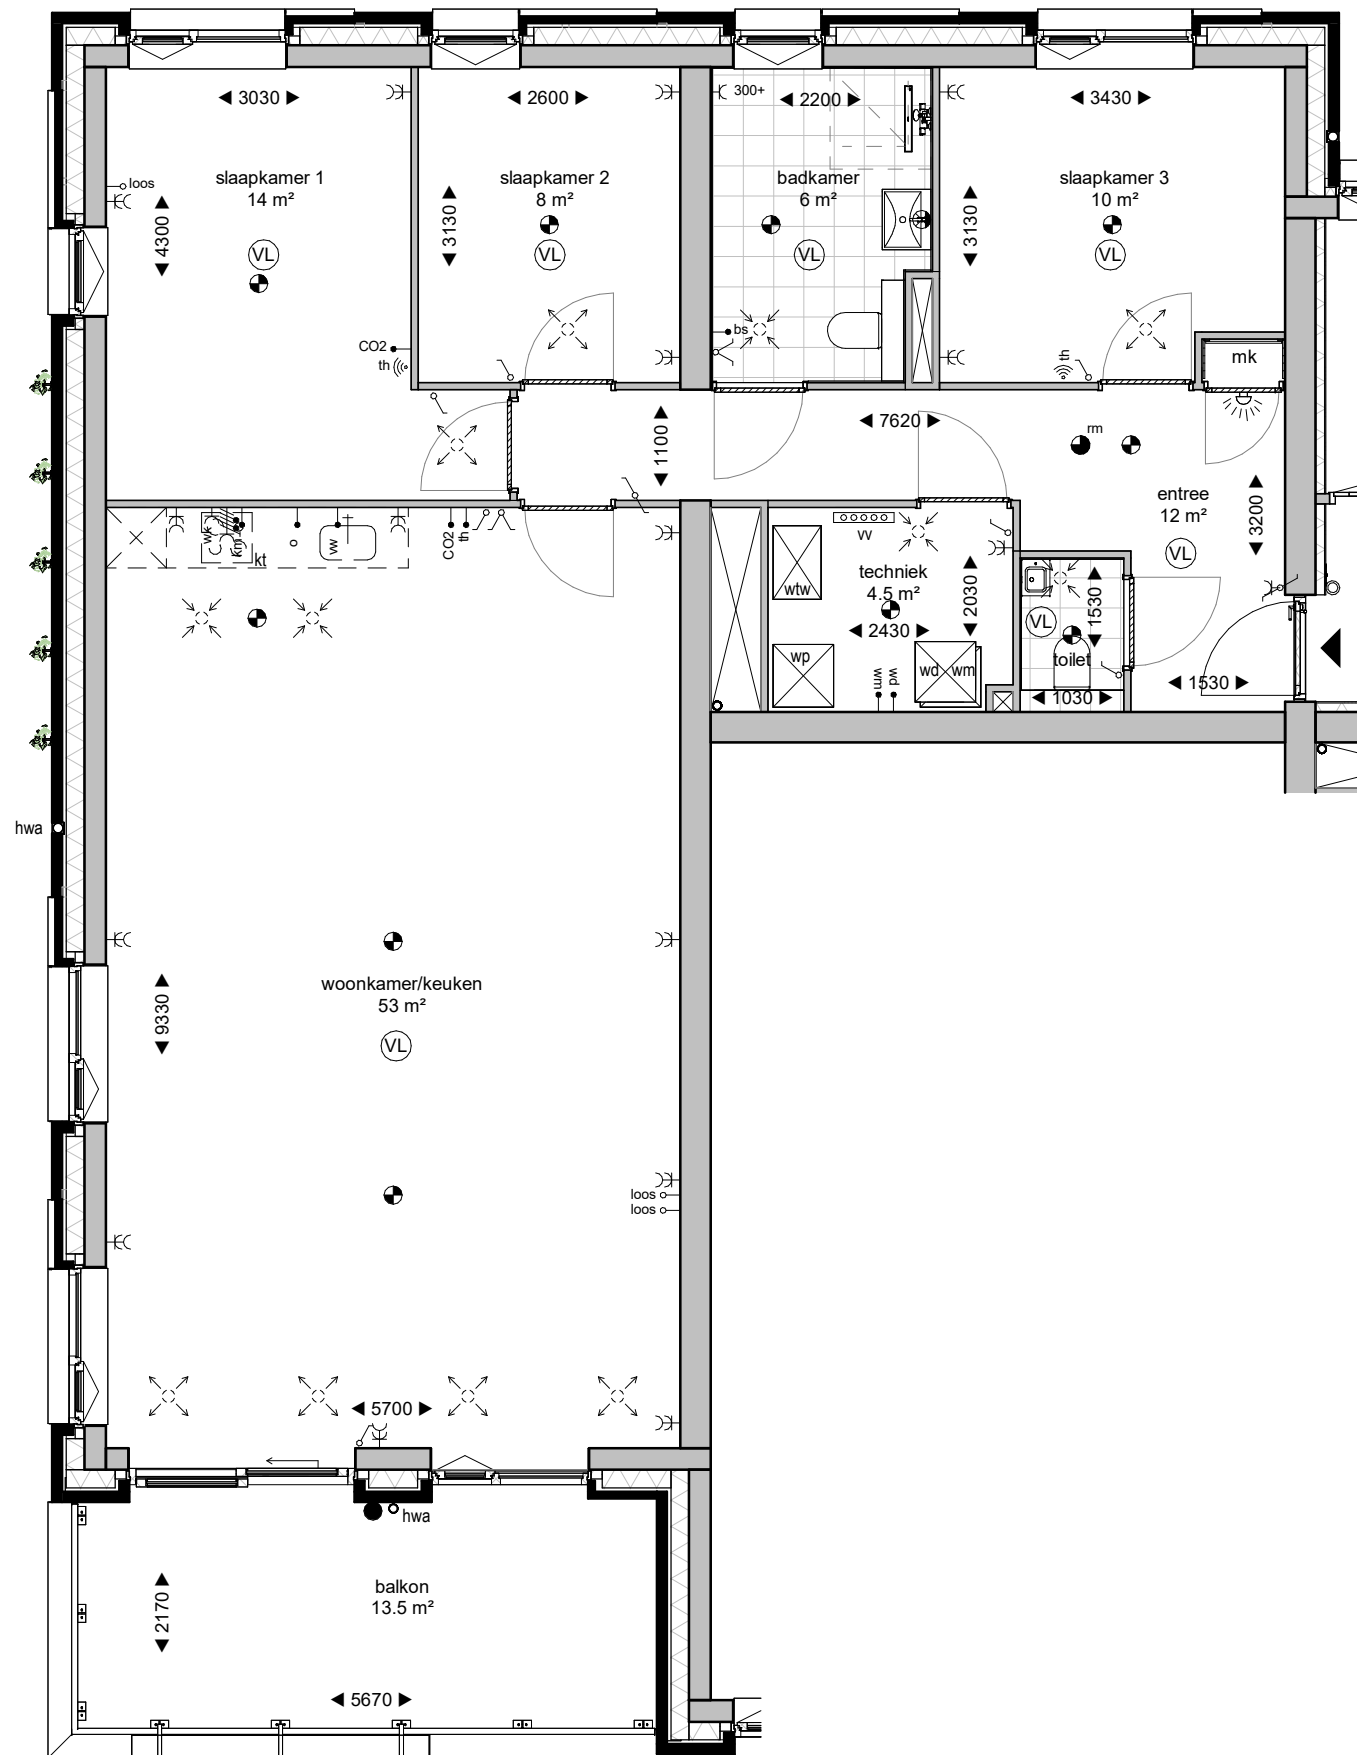 3030
2600
300+
2200
3430
slaapkamer 1
14 m²
slaapkamer 2
8 m²
badkamer
6 m²
slaapkamer 3
10 m²
loos
4300
3130
3130
VL
VL
VL
VL
CO2
th
bs
th
mk
1100
7620
rm
entree
12 m²
VL
3200
wk
km
kt
vv
CO2
th
vv
wtw
techniek
4.5 m²
2430
2030
wp
wd
wm
wm
wd
VL
1530
toilet
1030
1530
hwa
woonkamer/keuken
53 m²
VL
9330
loos
loos
5700
hwa
balkon
13.5 m²
2170
5670